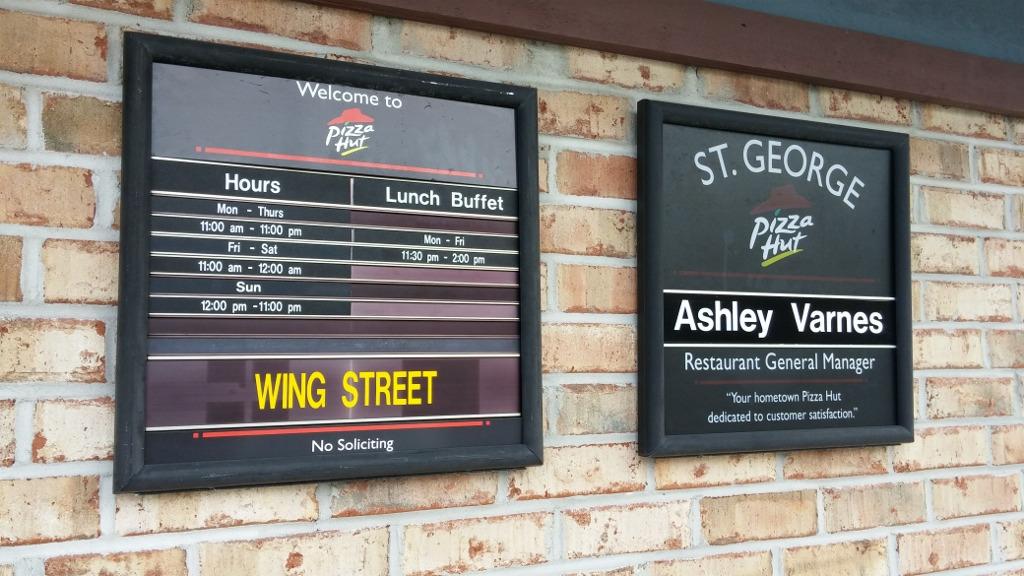 Welcome to
Pizza
Hut
Hours
Mon - Thurs
11:00 am - 11:00 pm
Fri - Sat
11:00 am - 12:00 am
Sun
12:00 pm -11:00 pm
Lunch Buffet
Mon - Fri
11:30 pm - 2:00 pm
WING STREET
No Soliciting
ST. GEORGE
Pizza
Hut
Ashley Varnes
Restaurant General Manager
“Your hometown Pizza Hut
dedicated to customer satisfaction.”